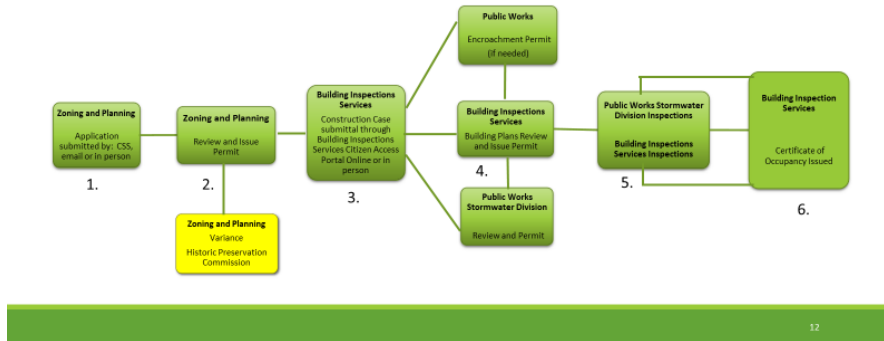 Zoning and Planning
Application
submitted by: CSS,
email or in person
1.
Zoning and Planning
Review and Issue
Permit
2.
Zoning and Planning
Variance
Historic Preservation
Commission
Building Inspections
Services
Construction Case
submittal through
Building Inspections
Services Citizen Access
Portal Online or in
person
3.
Public Works
Encroachment Permit
(if needed)
Building Inspections
Services
Building Plans Review
and Issue Permit
4.
Public Works
Stormwater Division
Review and Permit
Public Works Stormwater
Division Inspections
Building Inspections
Services Inspections
5.
Building Inspection
Services
Certificate of
Occupancy Issued
6.
12